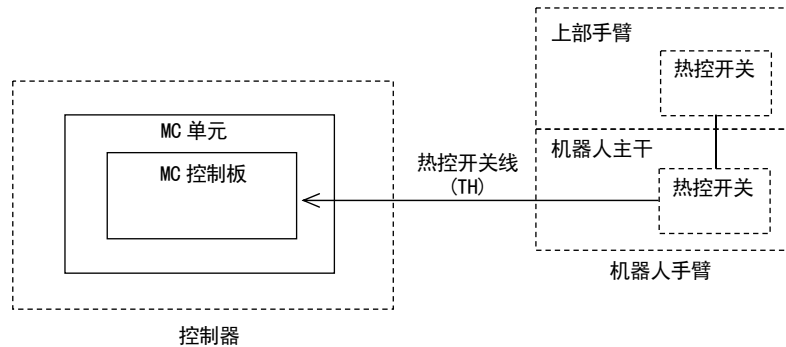 上部手臂
热控开关
MC 单元
机器人主干
MC 控制板
热控开关线
(TH)
热控开关
机器人手臂
控制器